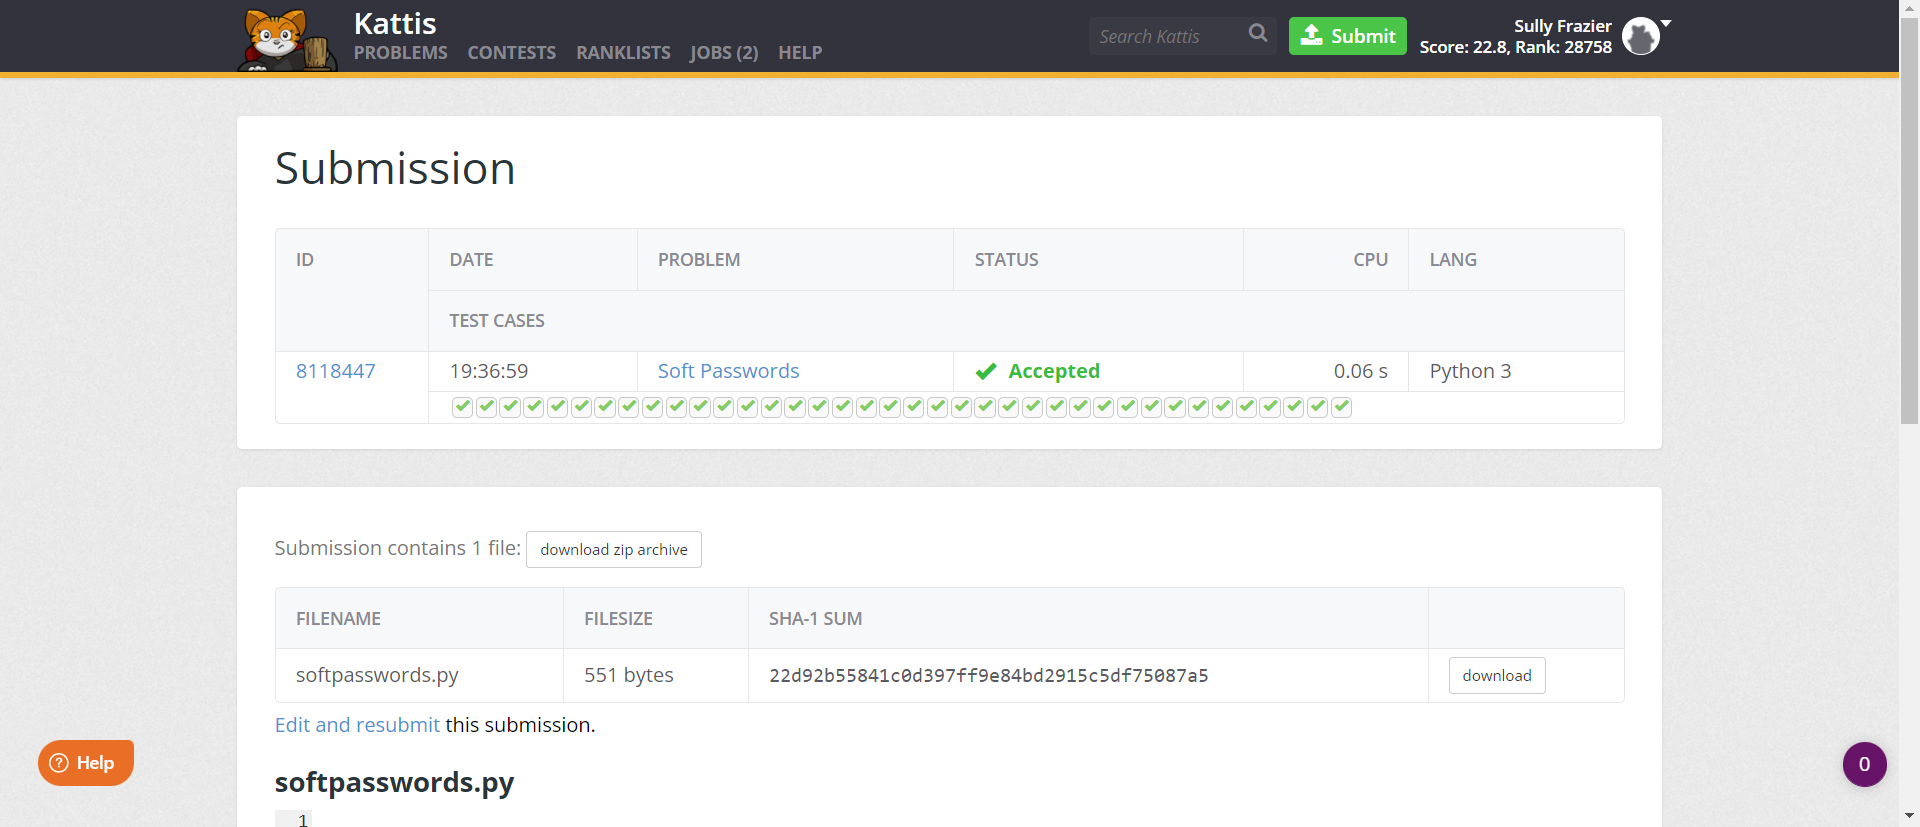 Kattis
PROBLEMS CONTESTS RANKLISTS JOBS (2) HELP
Search Kattis
Submit
Sully Frazier
Score: 22.8, Rank: 28758
Submission
ID DATE PROBLEM STATUS CPU LANG
TEST CASES
8118447 19:36:59 Soft Passwords Accepted 0.06 s Python 3
Submission contains 1 file: download zip archive
FILENAME FILESIZE SHA-1 SUM
softpasswords.py 551 bytes 22d92b55841c0d397ff9e84bd2915c5df75087a5 download
Edit and resubmit this submission.
Help
0
softpasswords.py
1